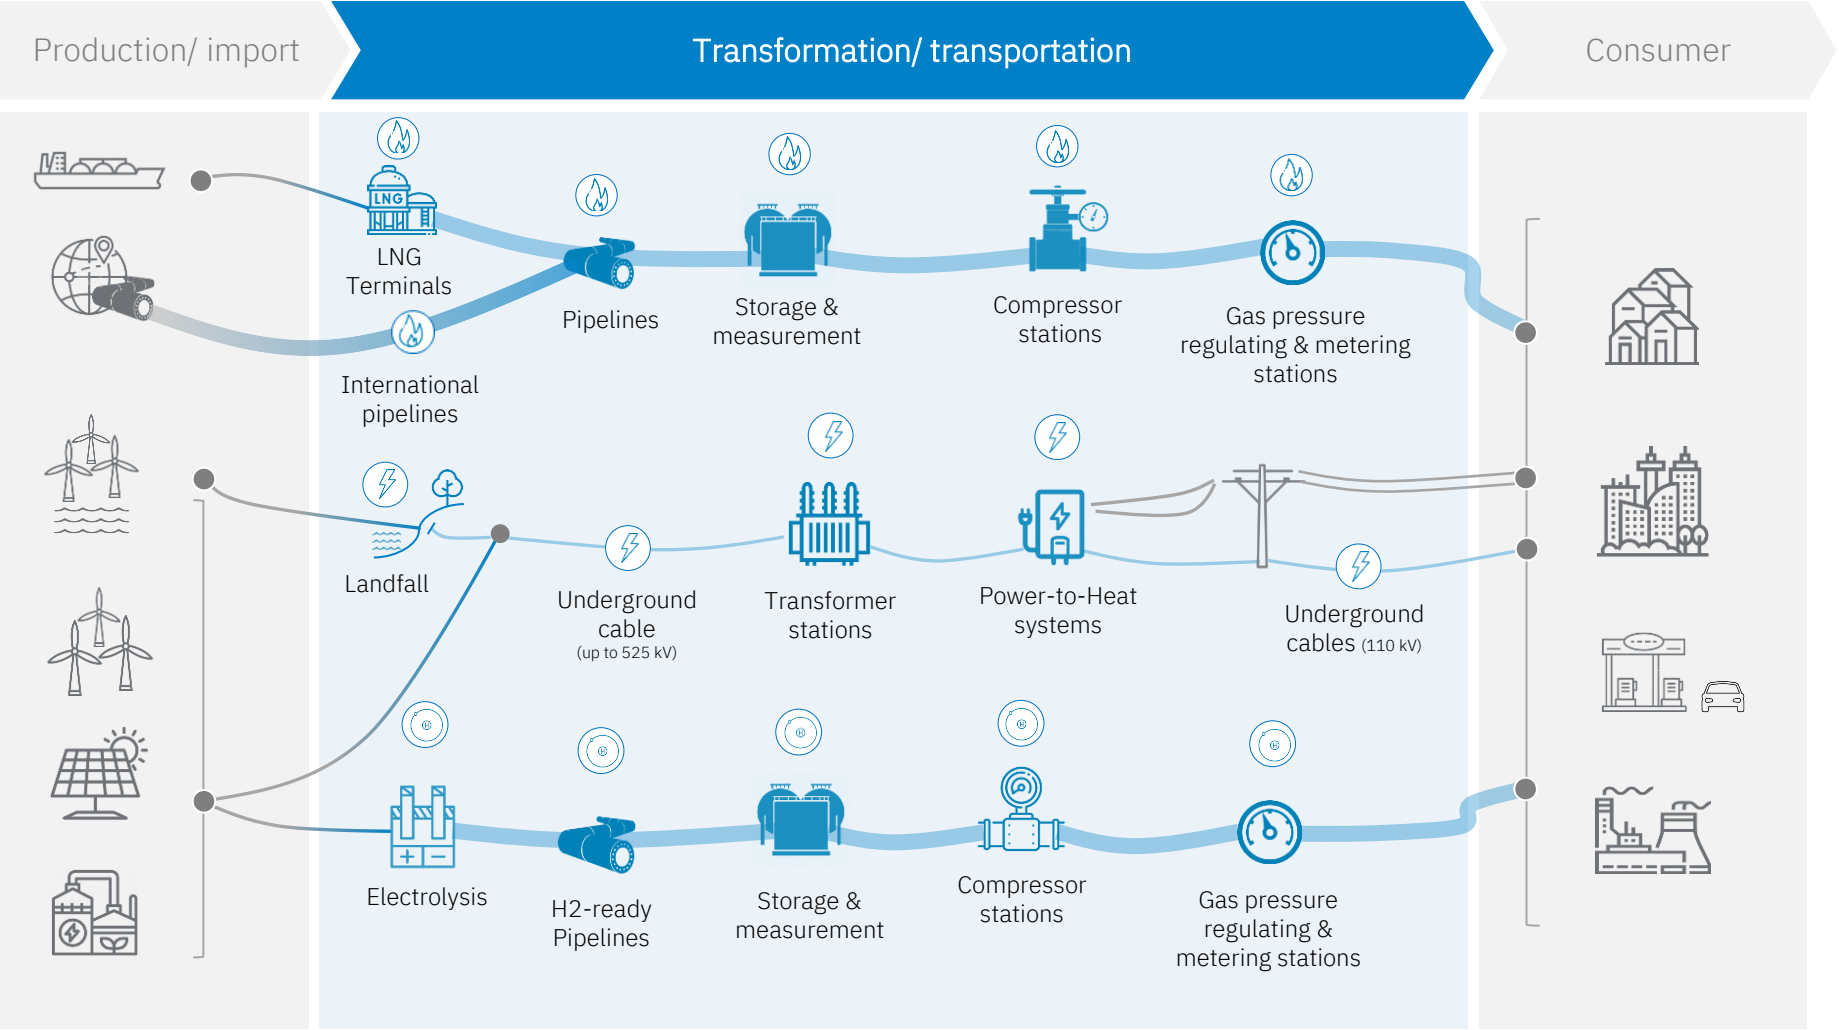 Production/ import
Transformation/ transportation
Consumer
LNG
LNG
Terminals
Pipelines
Storage &
measurement
Compressor
stations
Gas pressure
regulating & metering
stations
International
pipelines
Landfall
Underground
cable
(up to 525 kV)
Transformer
stations
Power-to-Heat
systems
Underground
cables (110 kV)
H
H
H
H
H
Electrolysis
H2-ready
Pipelines
Storage &
measurement
Compressor
stations
Gas pressure
regulating &
metering stations